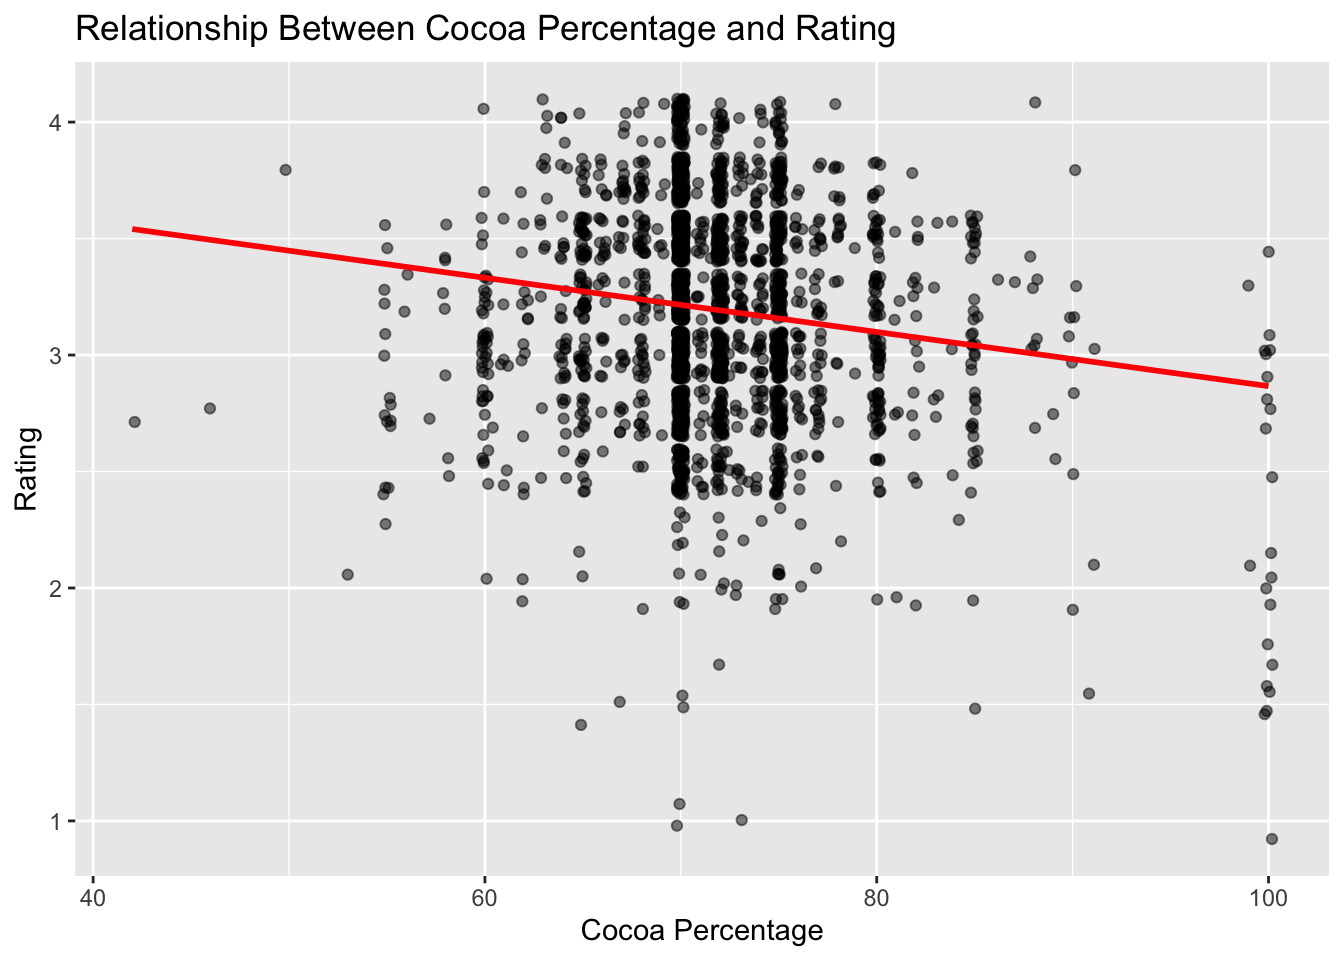 Relationship Between Cocoa Percentage and Rating
4
3
2
1
Rating
40 60 80 100
Cocoa Percentage